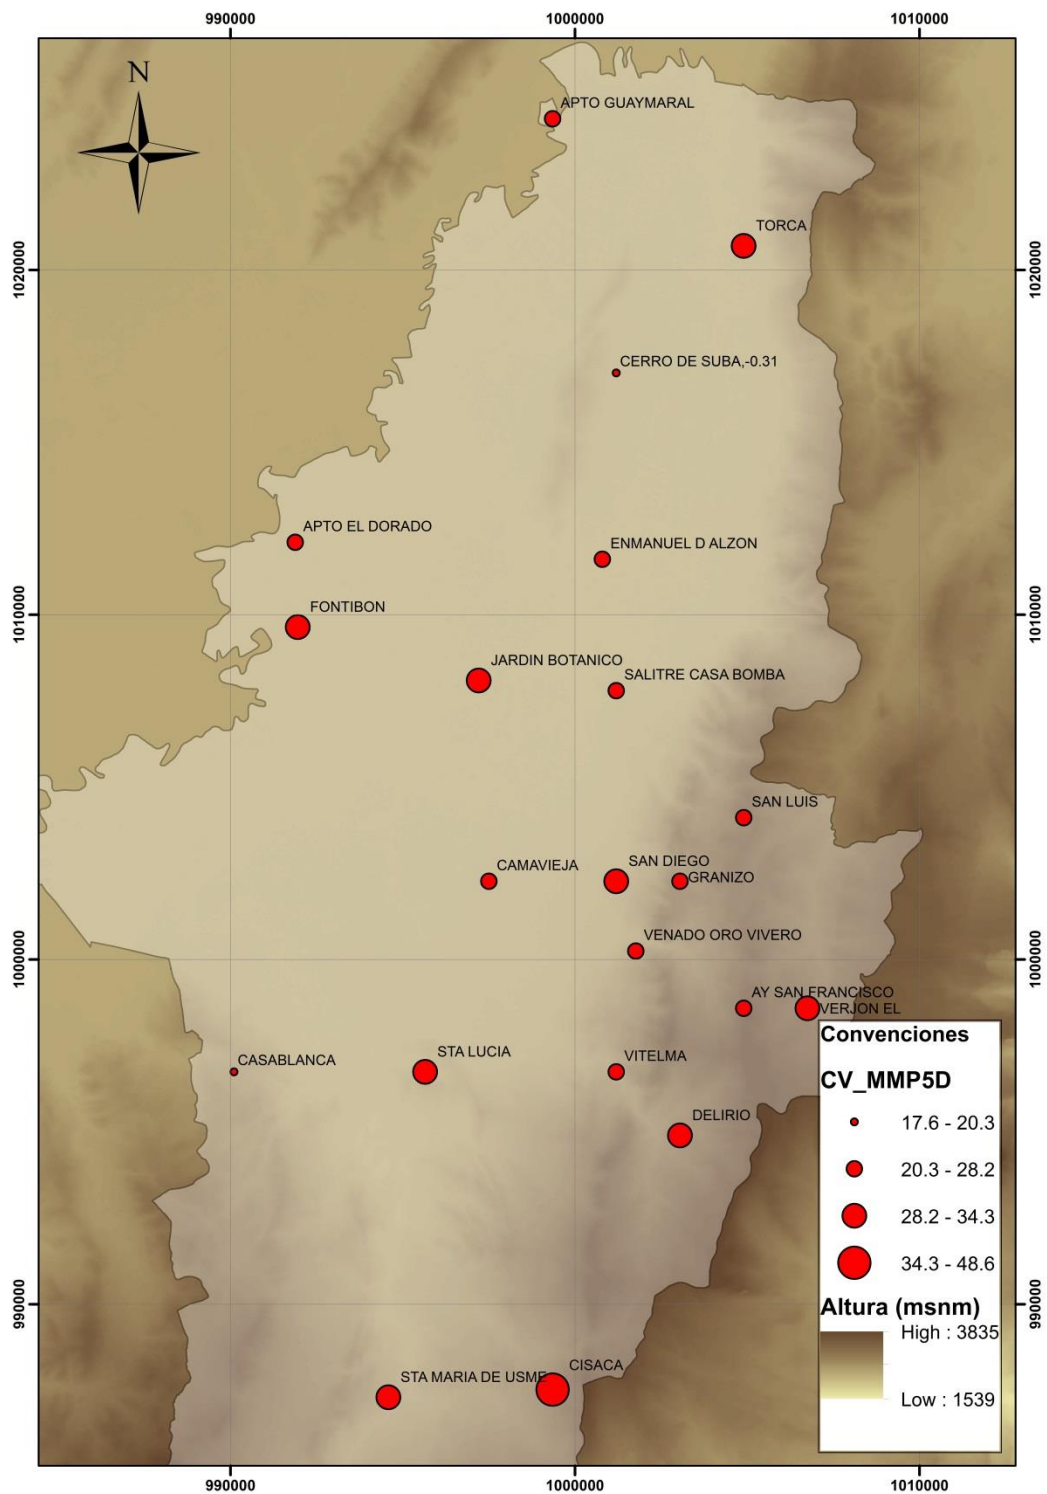 990000
1000000
1010000
N
APTO GUAYMARAL
TORCA
1020000
1020000
CERRO DE SUBA,-0.31
APTO EL DORADO
ENMANUEL D ALZON
FONTIBON
1010000
1010000
JARDIN BOTANICO
SALITRE CASA BOMBA
SAN LUIS
CAMAVIEJA
SAN DIEGO
GRANIZO
VENADO ORO VIVERO
1000000
1000000
AY SAN FRANCISCO
VERJON EL
CASABLANCA
STA LUCIA
VITELMA
DELIRIO
Convenciones
CV_MMP5D
17.6 - 20.3
20.3 - 28.2
28.2 - 34.3
34.3 - 48.6
Altura (msnm)
High : 3835
Low : 1539
990000
990000
STA MARIA DE USME
CISACA
990000
1000000
1010000